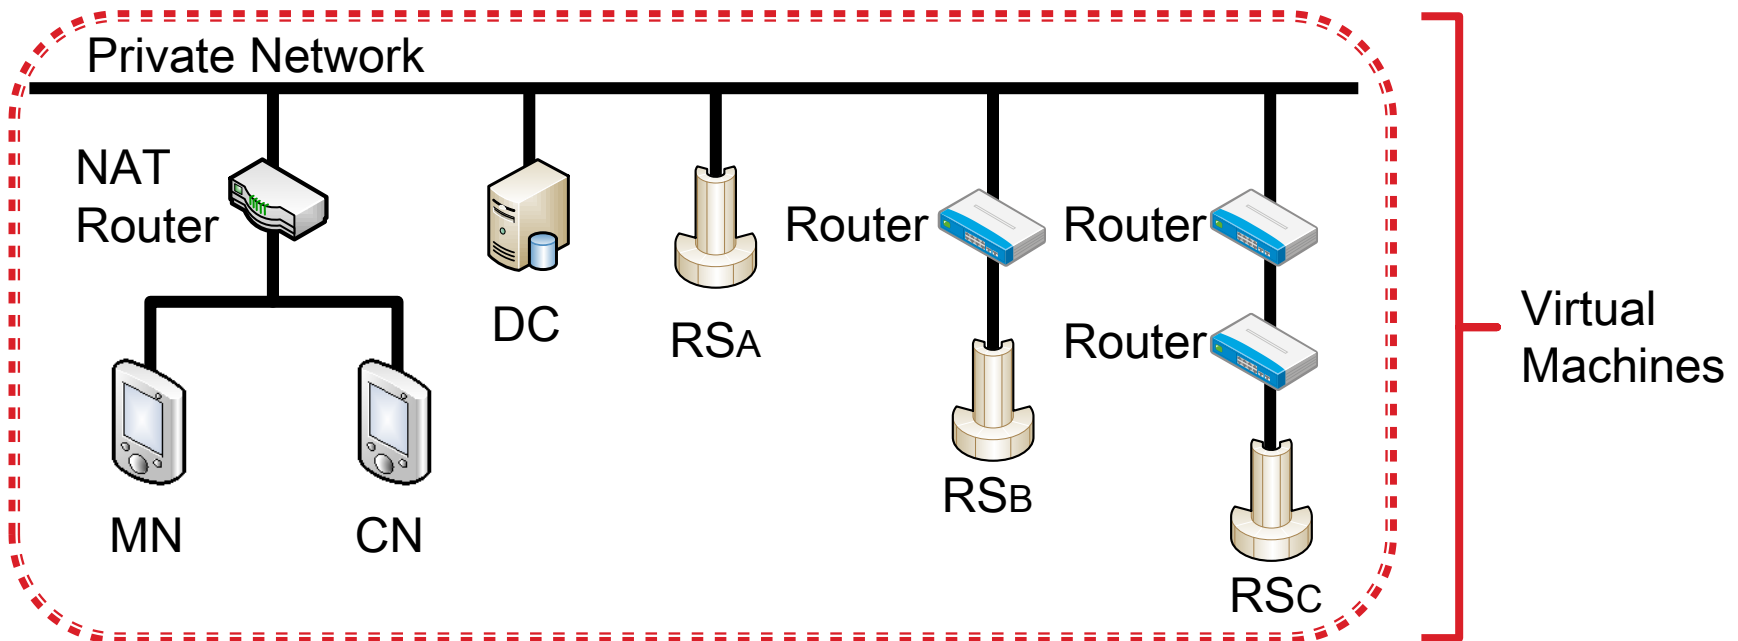 Private Network
NAT
Router
DC
RSA
Router
Router
Router
Virtual
Machines
MN
CN
RSB
RSC